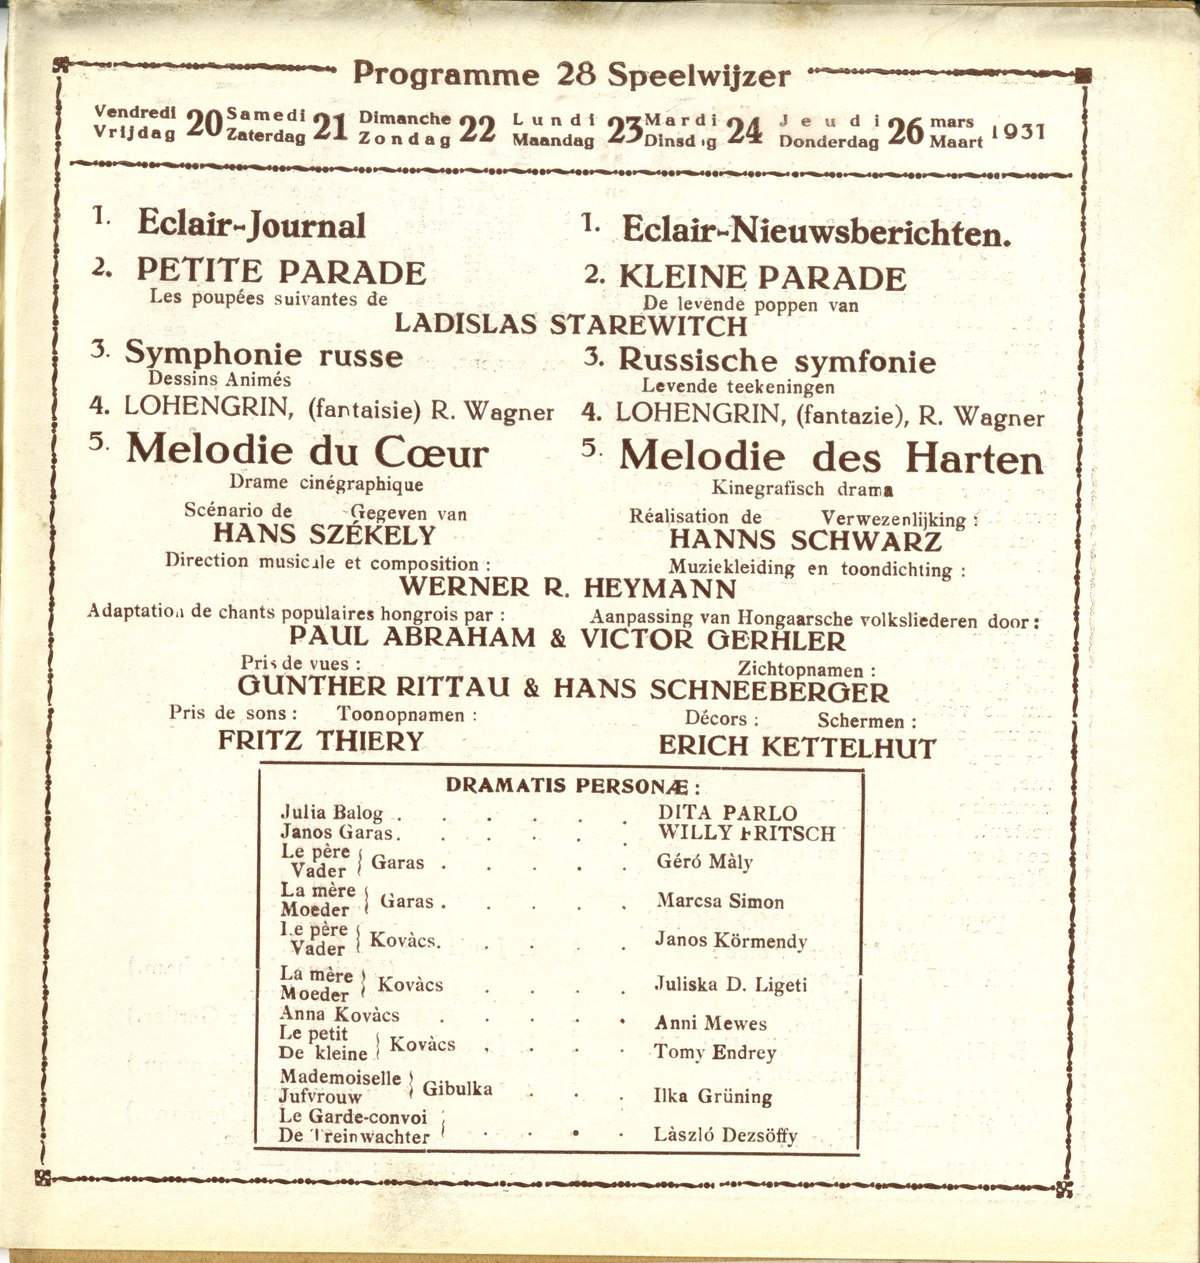 Programme 28 Speelwijzer
Vendredi Vrijdag 20 Samedi Zaterdag 21 Dimanche Zondag 22 Lundi Maandag 23 Mardi Dinsdag 24 Jeudi Donderdag 26 mars Maart 1931
1. Eclair-Journal
1. Eclair-Nieuwsberichten.
2. PETITE PARADE
2. KLEINE PARADE
Les poupées suivantes de
De levende poppen van
LADISLAS STAREWITCH
3. Symphonie russe
3. Russische symfonie
Dessins Animés
Levende teekeningen
4. LOHENGRIN, (fantaisie) R. Wagner
4. LOHENGRIN, (fantazie), R. Wagner
5. Melodie du Cœur
5. Melodie des Harten
Drame cinégraphique
Kinegrafisch drama
Scénario de Gegeven van
Réalisation de Verwezenlijking :
HANS SZÉKELY
HANNS SCHWARZ
Direction musicale et composition :
Muziekleiding en toondichting :
WERNER R. HEYMANN
Adaptation de chants populaires hongrois par :
Aanpassing van Hongaarsche volksliederen door :
PAUL ABRAHAM & VICTOR GERHLER
Pris de vues :
Zichtopnamen :
GUNTHER RITTAU & HANS SCHNEEBERGER
Pris de sons : Toonopnamen :
Décors : Schermen :
FRITZ THIERY
ERICH KETTELHUT
DRAMATIS PERSONÆ :
Julia Balog . . . . . . DITA PARLO
Janos Garas . . . . . . WILLY FRITSCH
Le père Vader } Garas . . . . . Géró Màly
La mère Moeder } Garas . . . . Marcsa Simon
Le père Vader } Kovàcs. . . . . Janos Körmendy
La mère Moeder } Kovàcs . . . . Juliska D. Ligeti
Anna Kovàcs . . . . . Anni Mewes
Le petit De kleine } Kovàcs . . . . Tomy Endrey
Mademoiselle Jufvrouw } Gibulka . . . Ilka Grüning
Le Garde-convoi De Treinwachter } . . . . Làszló Dezsöffy